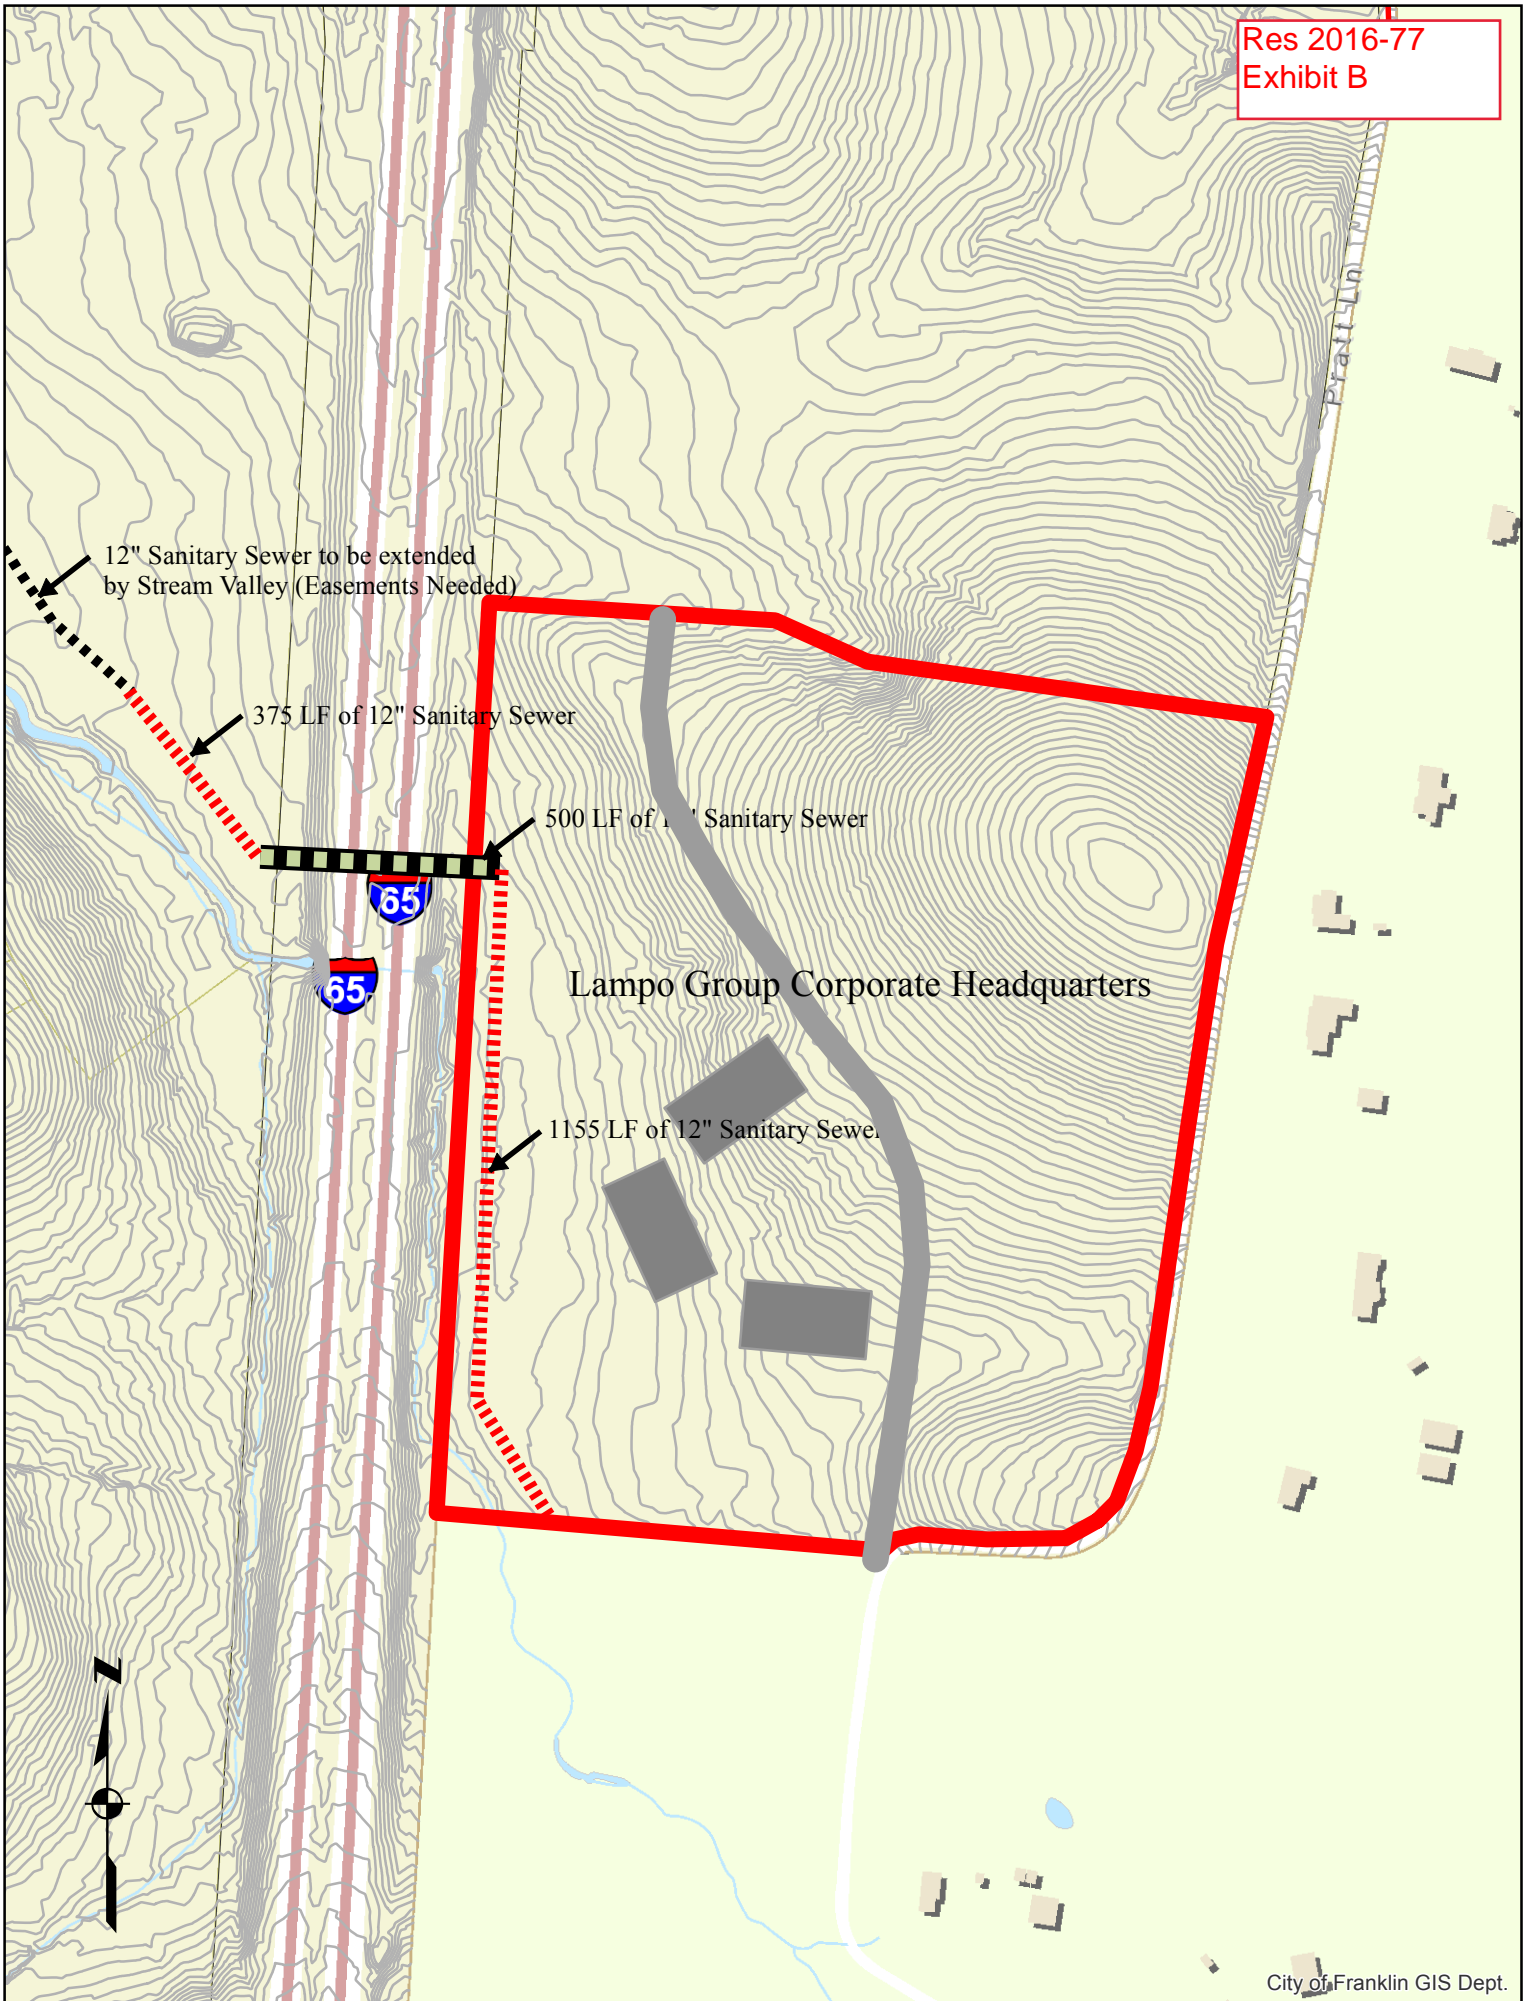 Res 2016-77
Exhibit B
Pratt Ln
12" Sanitary Sewer to be extended
by Stream Valley (Easements Needed)
375 LF of 12" Sanitary Sewer
500 LF of Sanitary Sewer
65
65
Lampo Group Corporate Headquarters
1155 LF of 12" Sanitary Sewer
N
City of Franklin GIS Dept.